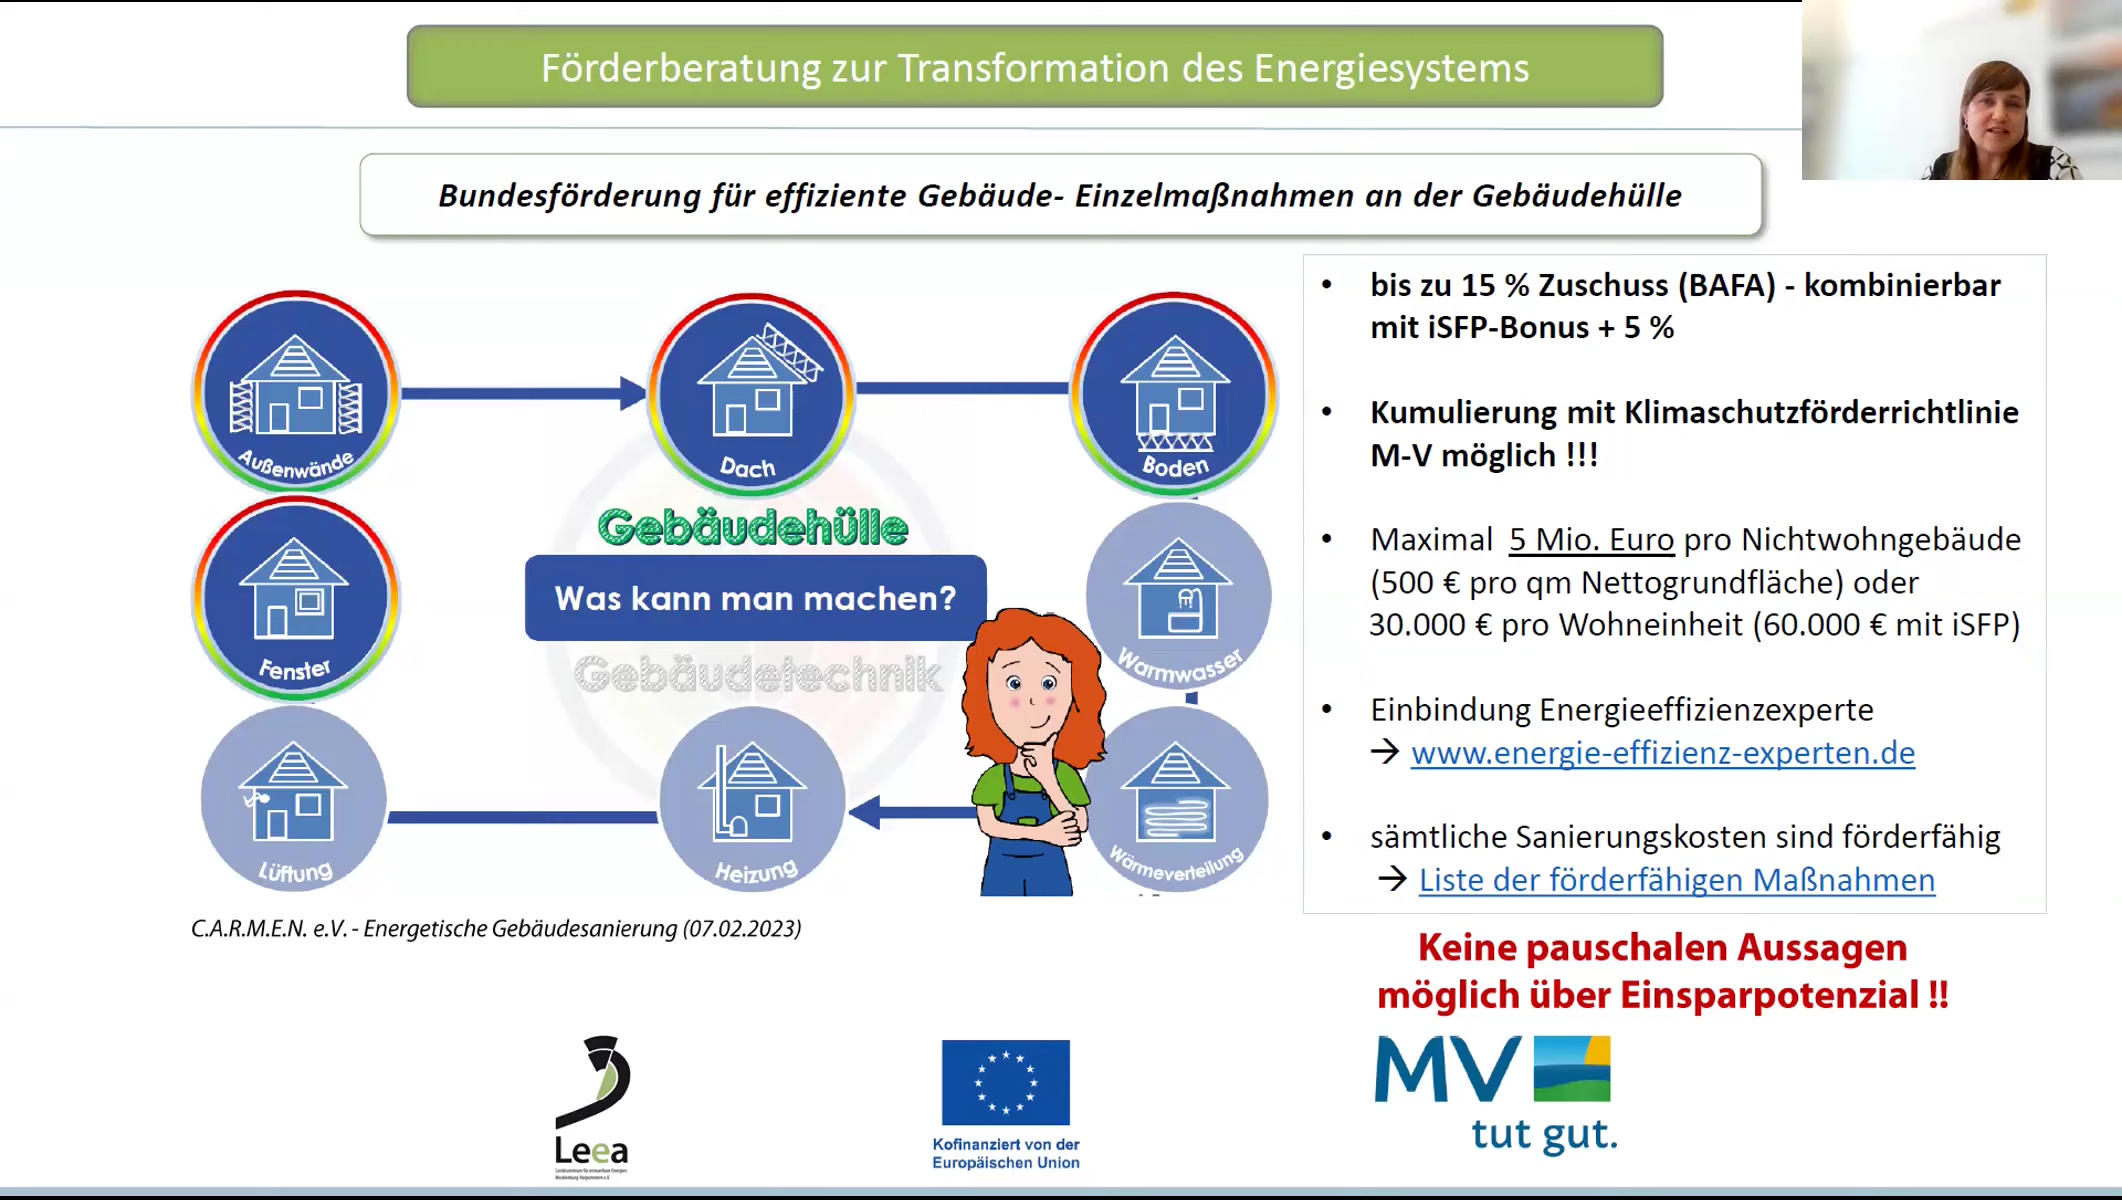 Förderberatung zur Transformation des Energiesystems
Bundesförderung für effiziente Gebäude- Einzelmaßnahmen an der Gebäudehülle
Außenwände
Dach
Boden
Gebäudehülle
Was kann man machen?
Gebäudetechnik
Fenster
Warmwasser
Lüftung
Heizung
Wärmeverteilung
C.A.R.M.E.N. e.V. - Energetische Gebäudesanierung (07.02.2023)
• bis zu 15 % Zuschuss (BAFA) - kombinierbar
mit iSFP-Bonus + 5 %
• Kumulierung mit Klimaschutzförderrichtlinie
M-V möglich !!!
• Maximal 5 Mio. Euro pro Nichtwohngebäude
(500 € pro qm Nettogrundfläche) oder
30.000 € pro Wohneinheit (60.000 € mit iSFP)
• Einbindung Energieeffizienzexperte
→ www.energie-effizienz-experten.de
• sämtliche Sanierungskosten sind förderfähig
→ Liste der förderfähigen Maßnahmen
Keine pauschalen Aussagen
möglich über Einsparpotenzial !!
Leea
Kofinanziert von der
Europäischen Union
MV
tut gut.